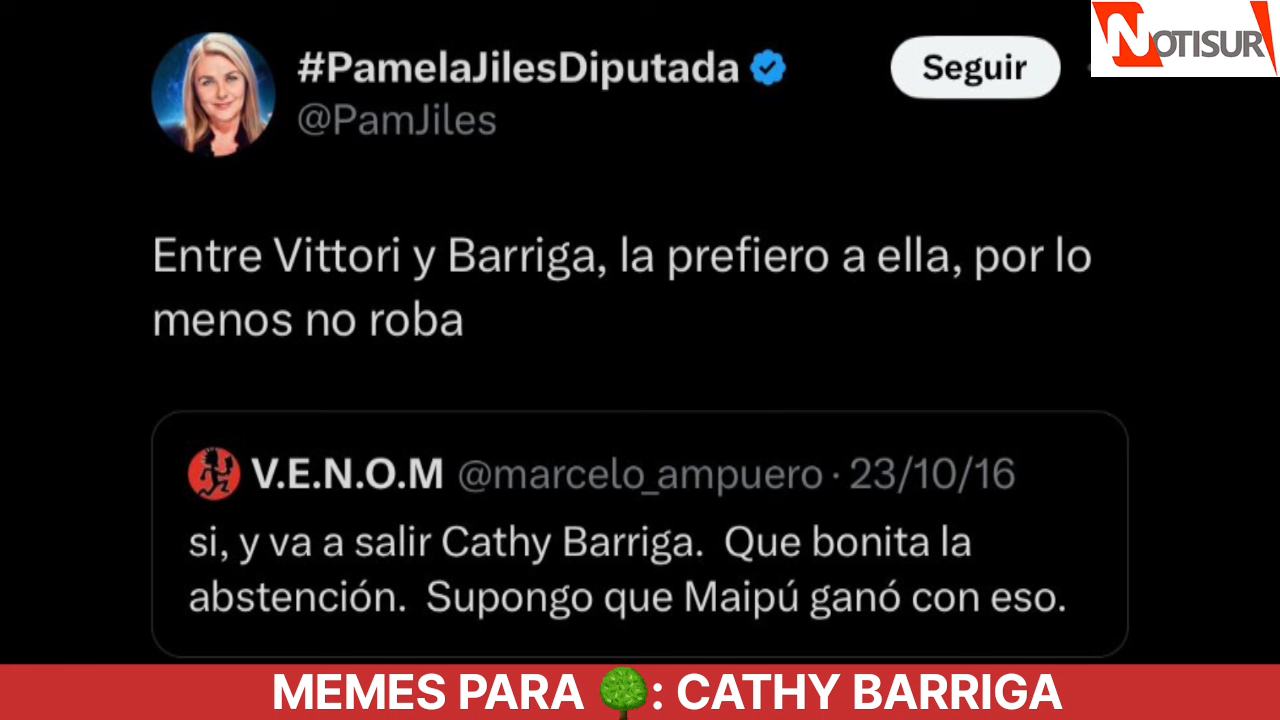 NOTISUR
#PamelaJilesDiputada
Seguir
@PamJiles
Entre Vittori y Barriga, la prefiero a ella, por lo
menos no roba
V.E.N.O.M @marcelo_ampuero · 23/10/16
si, y va a salir Cathy Barriga. Que bonita la
abstención. Supongo que Maipú ganó con eso.
MEMES PARA 🌳: CATHY BARRIGA